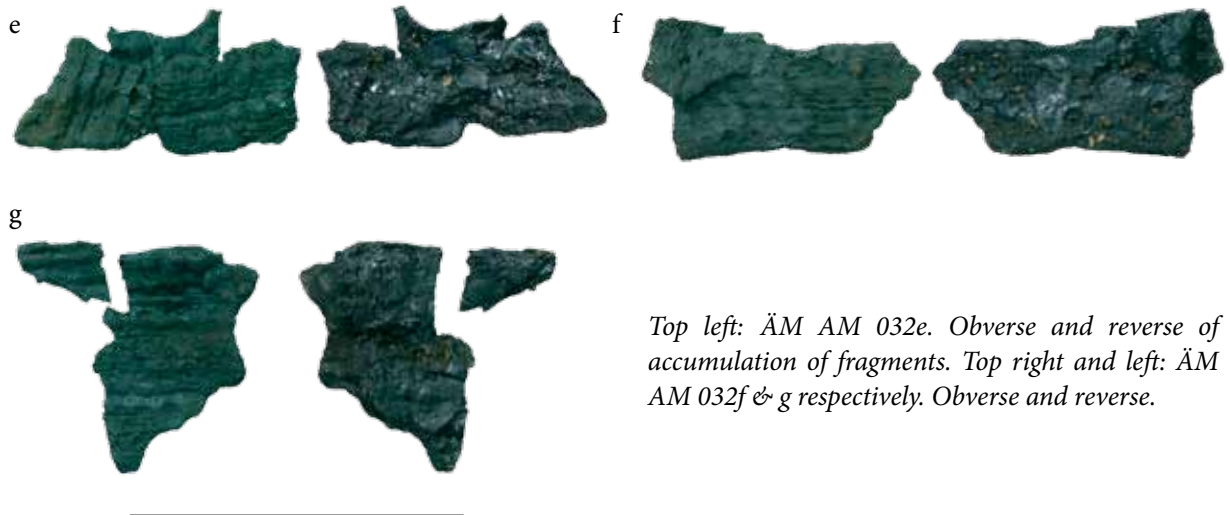 e
f
g
Top left: ÄM AM 032e. Obverse and reverse of
accumulation of fragments. Top right and left: ÄM
AM 032f & g respectively. Obverse and reverse.